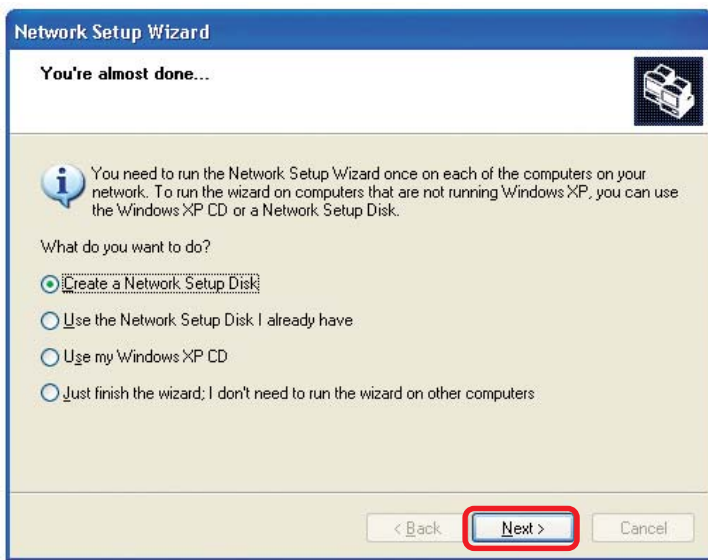 Network Setup Wizard
You're almost done...
You need to run the Network Setup Wizard once on each of the computers on your
network. To run the wizard on computers that are not running Windows XP, you can use
the Windows XP CD or a Network Setup Disk.
What do you want to do?
Create a Network Setup Disk
Use the Network Setup Disk I already have
Use my Windows XP CD
Just finish the wizard; I don't need to run the wizard on other computers
< Back
Next >
Cancel